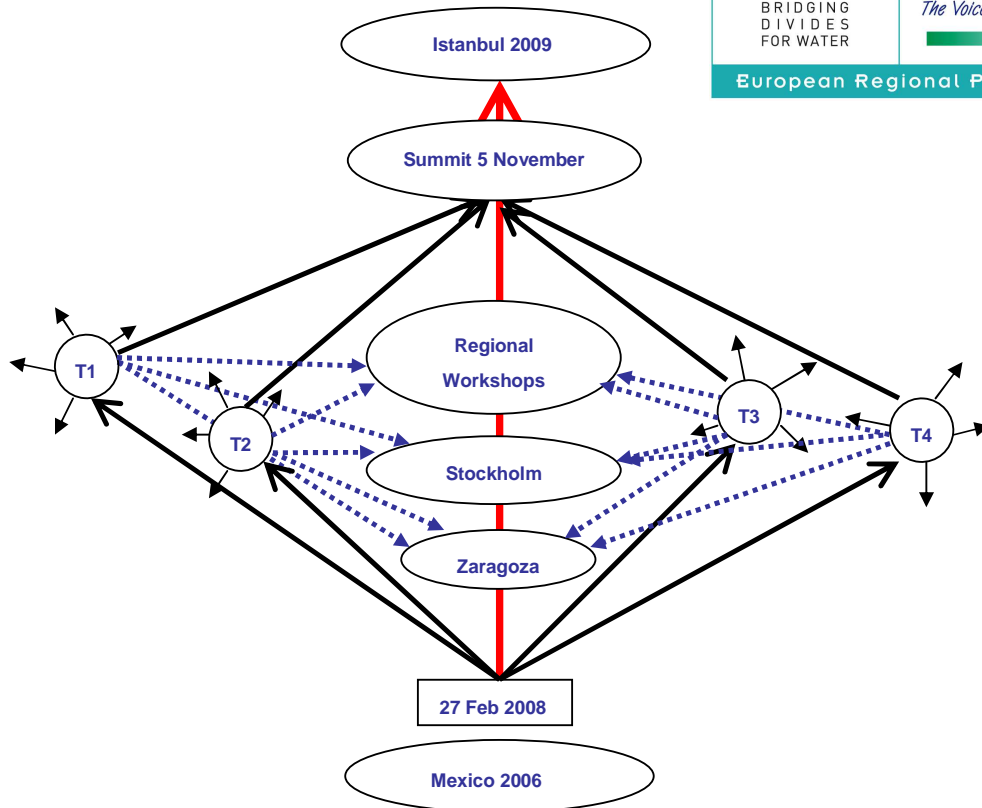 BRIDGING
DIVIDES
FOR WATER
The Voice
European Regional P
Istanbul 2009
Summit 5 November
Regional
Workshops
T1
T2
T3
T4
Stockholm
Zaragoza
27 Feb 2008
Mexico 2006